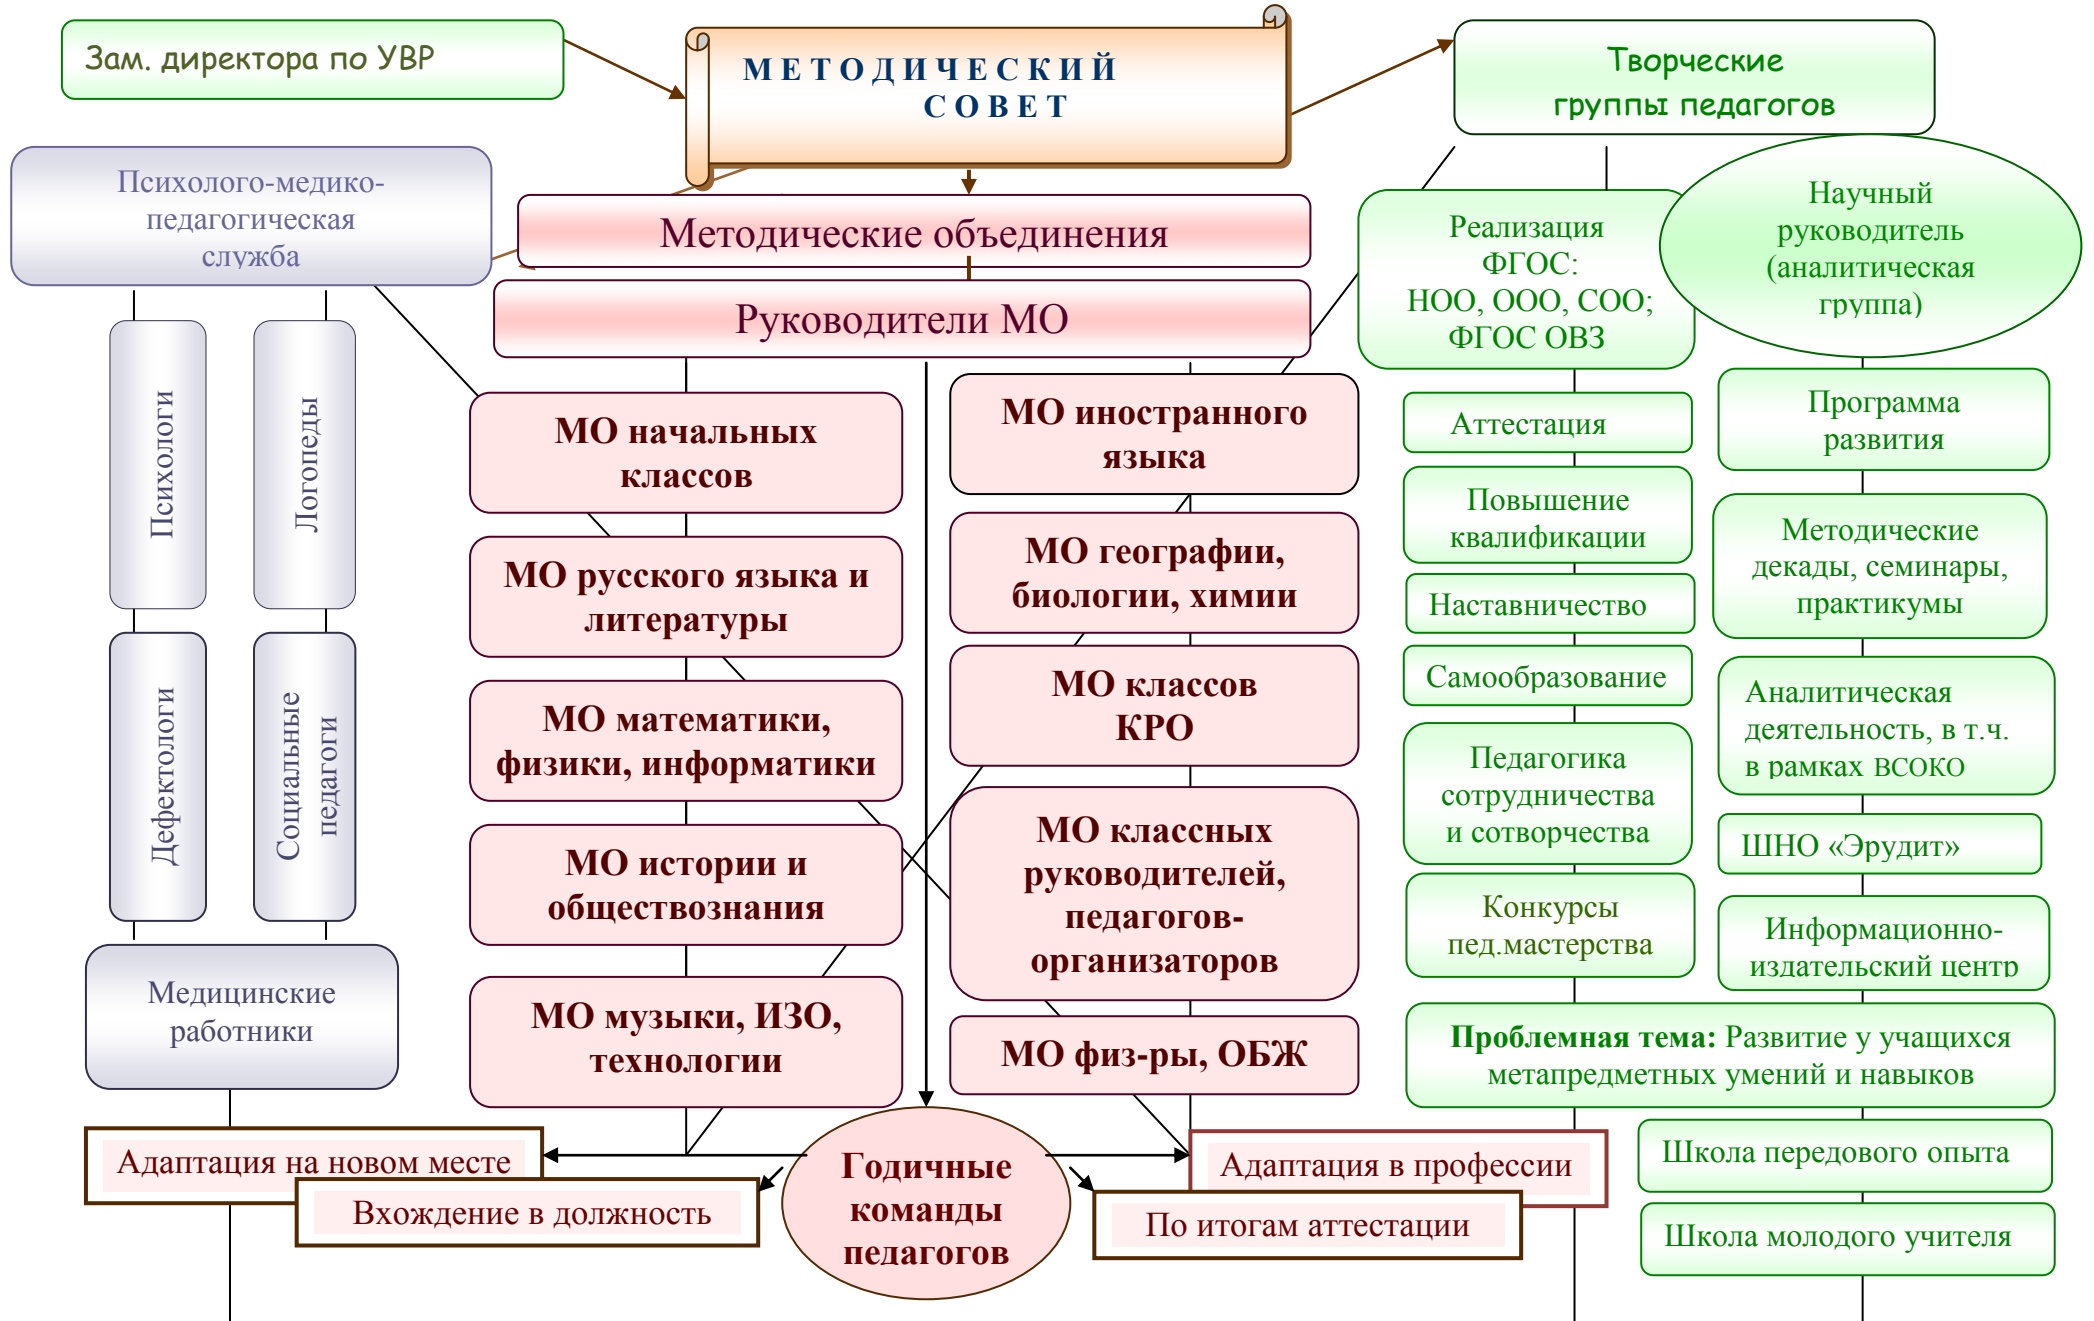 Зам. директора по УВР
МЕТОДИЧЕСКИЙ
СОВЕТ
Творческие
группы педагогов
Психолого-медико-
педагогическая
служба
Методические объединения
Руководители МО
Реализация
ФГОС:
НОО, ООО, СОО;
ФГОС ОВЗ
Научный
руководитель
(аналитическая
группа)
Психологи
Логопеды
Дефектологи
Социальные
педагоги
Медицинские
работники
МО начальных
классов
МО русского языка и
литературы
МО математики,
физики, информатики
МО истории и
обществознания
МО музыки, ИЗО,
технологии
МО иностранного
языка
МО географии,
биологии, химии
МО классов
КРО
МО классных
руководителей,
педагогов-
организаторов
МО физ-ры, ОБЖ
Аттестация
Повышение
квалификации
Наставничество
Самообразование
Педагогика
сотрудничества
и сотворчества
Конкурсы
пед.мастерства
Программа
развития
Методические
декады, семинары,
практикумы
Аналитическая
деятельность, в т.ч.
в рамках ВСОКО
ШНО «Эрудит»
Информационно-
издательский центр
Проблемная тема: Развитие у учащихся
метапредметных умений и навыков
Школа передового опыта
Школа молодого учителя
Адаптация на новом месте
Вхождение в должность
Годичные
команды
педагогов
Адаптация в профессии
По итогам аттестации